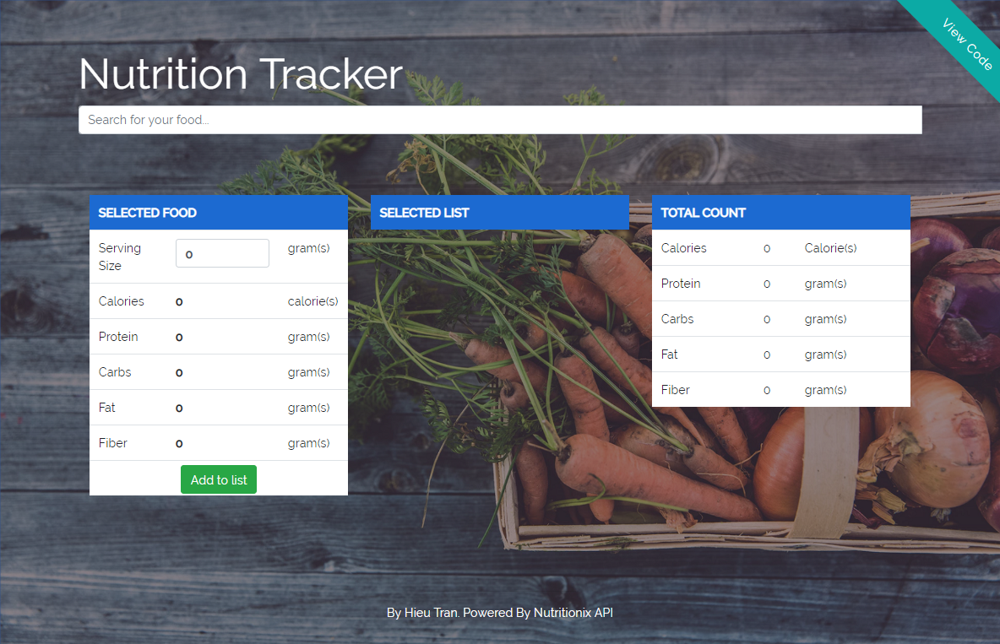 View Code
Nutrition Tracker
Search for your food...
SELECTED FOOD
Serving Size 0 gram(s)
Calories 0 calorie(s)
Protein 0 gram(s)
Carbs 0 gram(s)
Fat 0 gram(s)
Fiber 0 gram(s)
Add to list
SELECTED LIST
TOTAL COUNT
Calories 0 Calorie(s)
Protein 0 gram(s)
Carbs 0 gram(s)
Fat 0 gram(s)
Fiber 0 gram(s)
By Hieu Tran. Powered By Nutritionix API